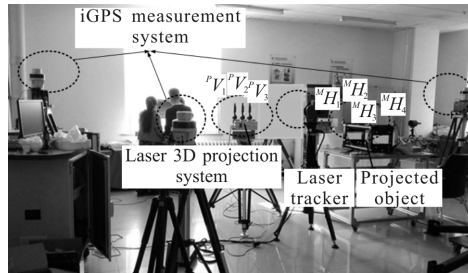 iGPS measurement
system
ᴾV₁ ᴾV₂ ᴾV₃
ᴹH₁ ᴹH₂
ᴹH₃ ᴹH₄
Laser 3D projection
system
Laser
tracker
Projected
object